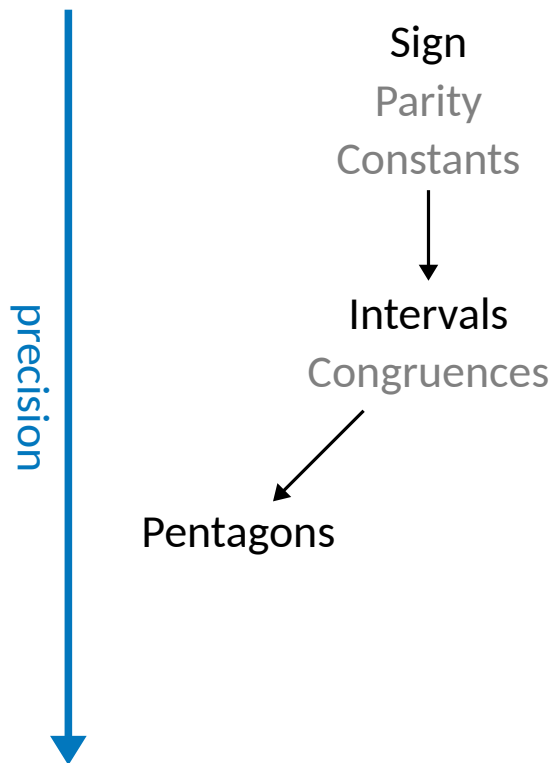 Sign
Parity
Constants
precision
Intervals
Congruences
Pentagons